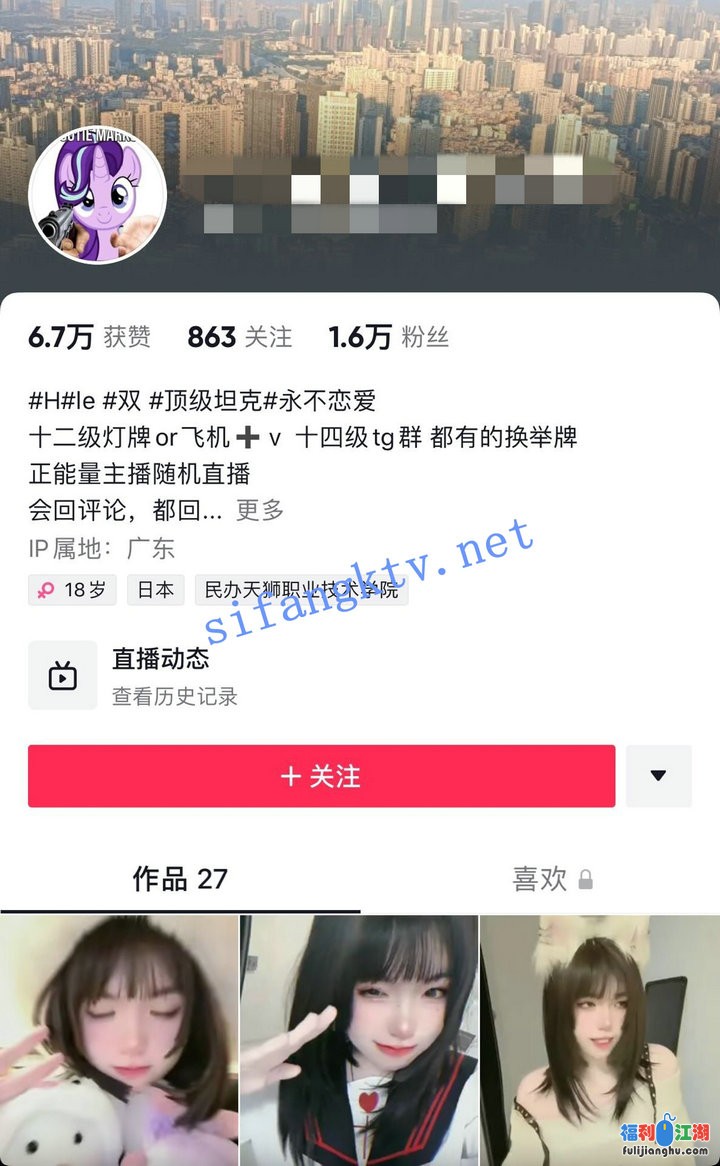 CUTIE MARK
6.7万 获赞 863 关注 1.6万 粉丝
#H#le #双 #顶级坦克#永不恋爱
十二级灯牌or飞机➕ v 十四级tg群 都有的换举牌
正能量主播随机直播
会回评论，都回... 更多
IP属地：广东
18岁 日本 民办天狮职业技术学院
sifangktv.net
直播动态
查看历史记录
+ 关注
作品 27 喜欢
福利江湖
fulijianghu.com